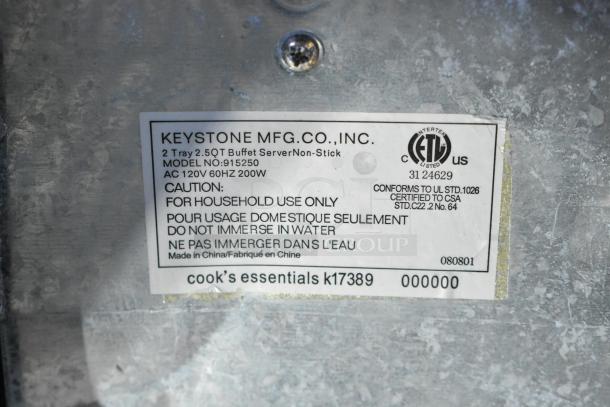 KEYSTONE MFG.CO.,INC.
2 Tray 2.5QT Buffet ServerNon-Stick
MODEL NO:915250
AC 120V 60HZ 200W
CAUTION:
FOR HOUSEHOLD USE ONLY
POUR USAGE DOMESTIQUE SEULEMENT
DO NOT IMMERSE IN WATER
NE PAS IMMERGER DANS L'EAU
Made in China/Fabriqué en Chine
INTERTEK
c ETL us
LISTED
3124629
CONFORMS TO UL STD.1026
CERTIFIED TO CSA
STD.C22 .2 No. 64
080801
cook's essentials k17389 000000
GROUP